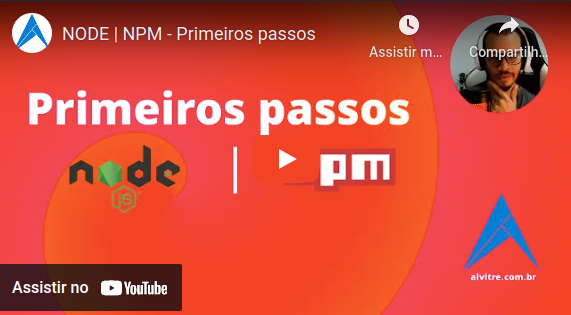 NODE | NPM - Primeiros passos
Assistir m...
Compartilh...
Primeiros passos
node
JS
|
pm
alvitre.com.br
Assistir no YouTube